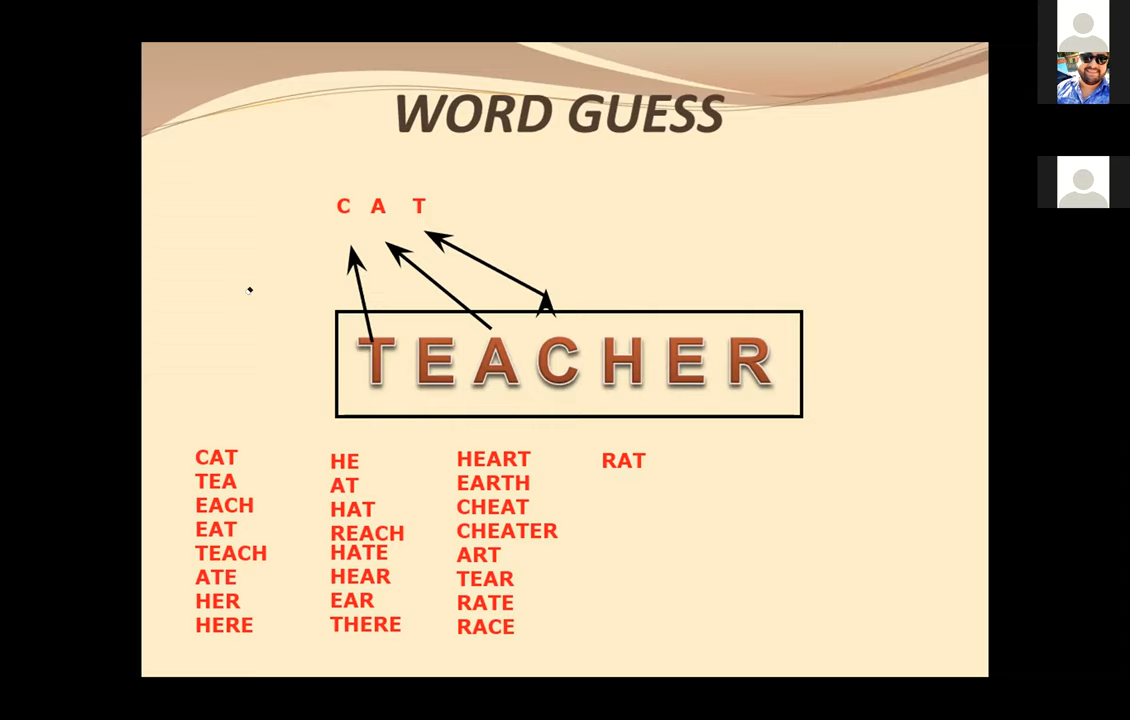 WORD GUESS
C A T
TEACHER
CAT
TEA
EACH
EAT
TEACH
ATE
HER
HERE
HE
AT
HAT
REACH
HATE
HEAR
EAR
THERE
HEART
EARTH
CHEAT
CHEATER
ART
TEAR
RATE
RACE
RAT